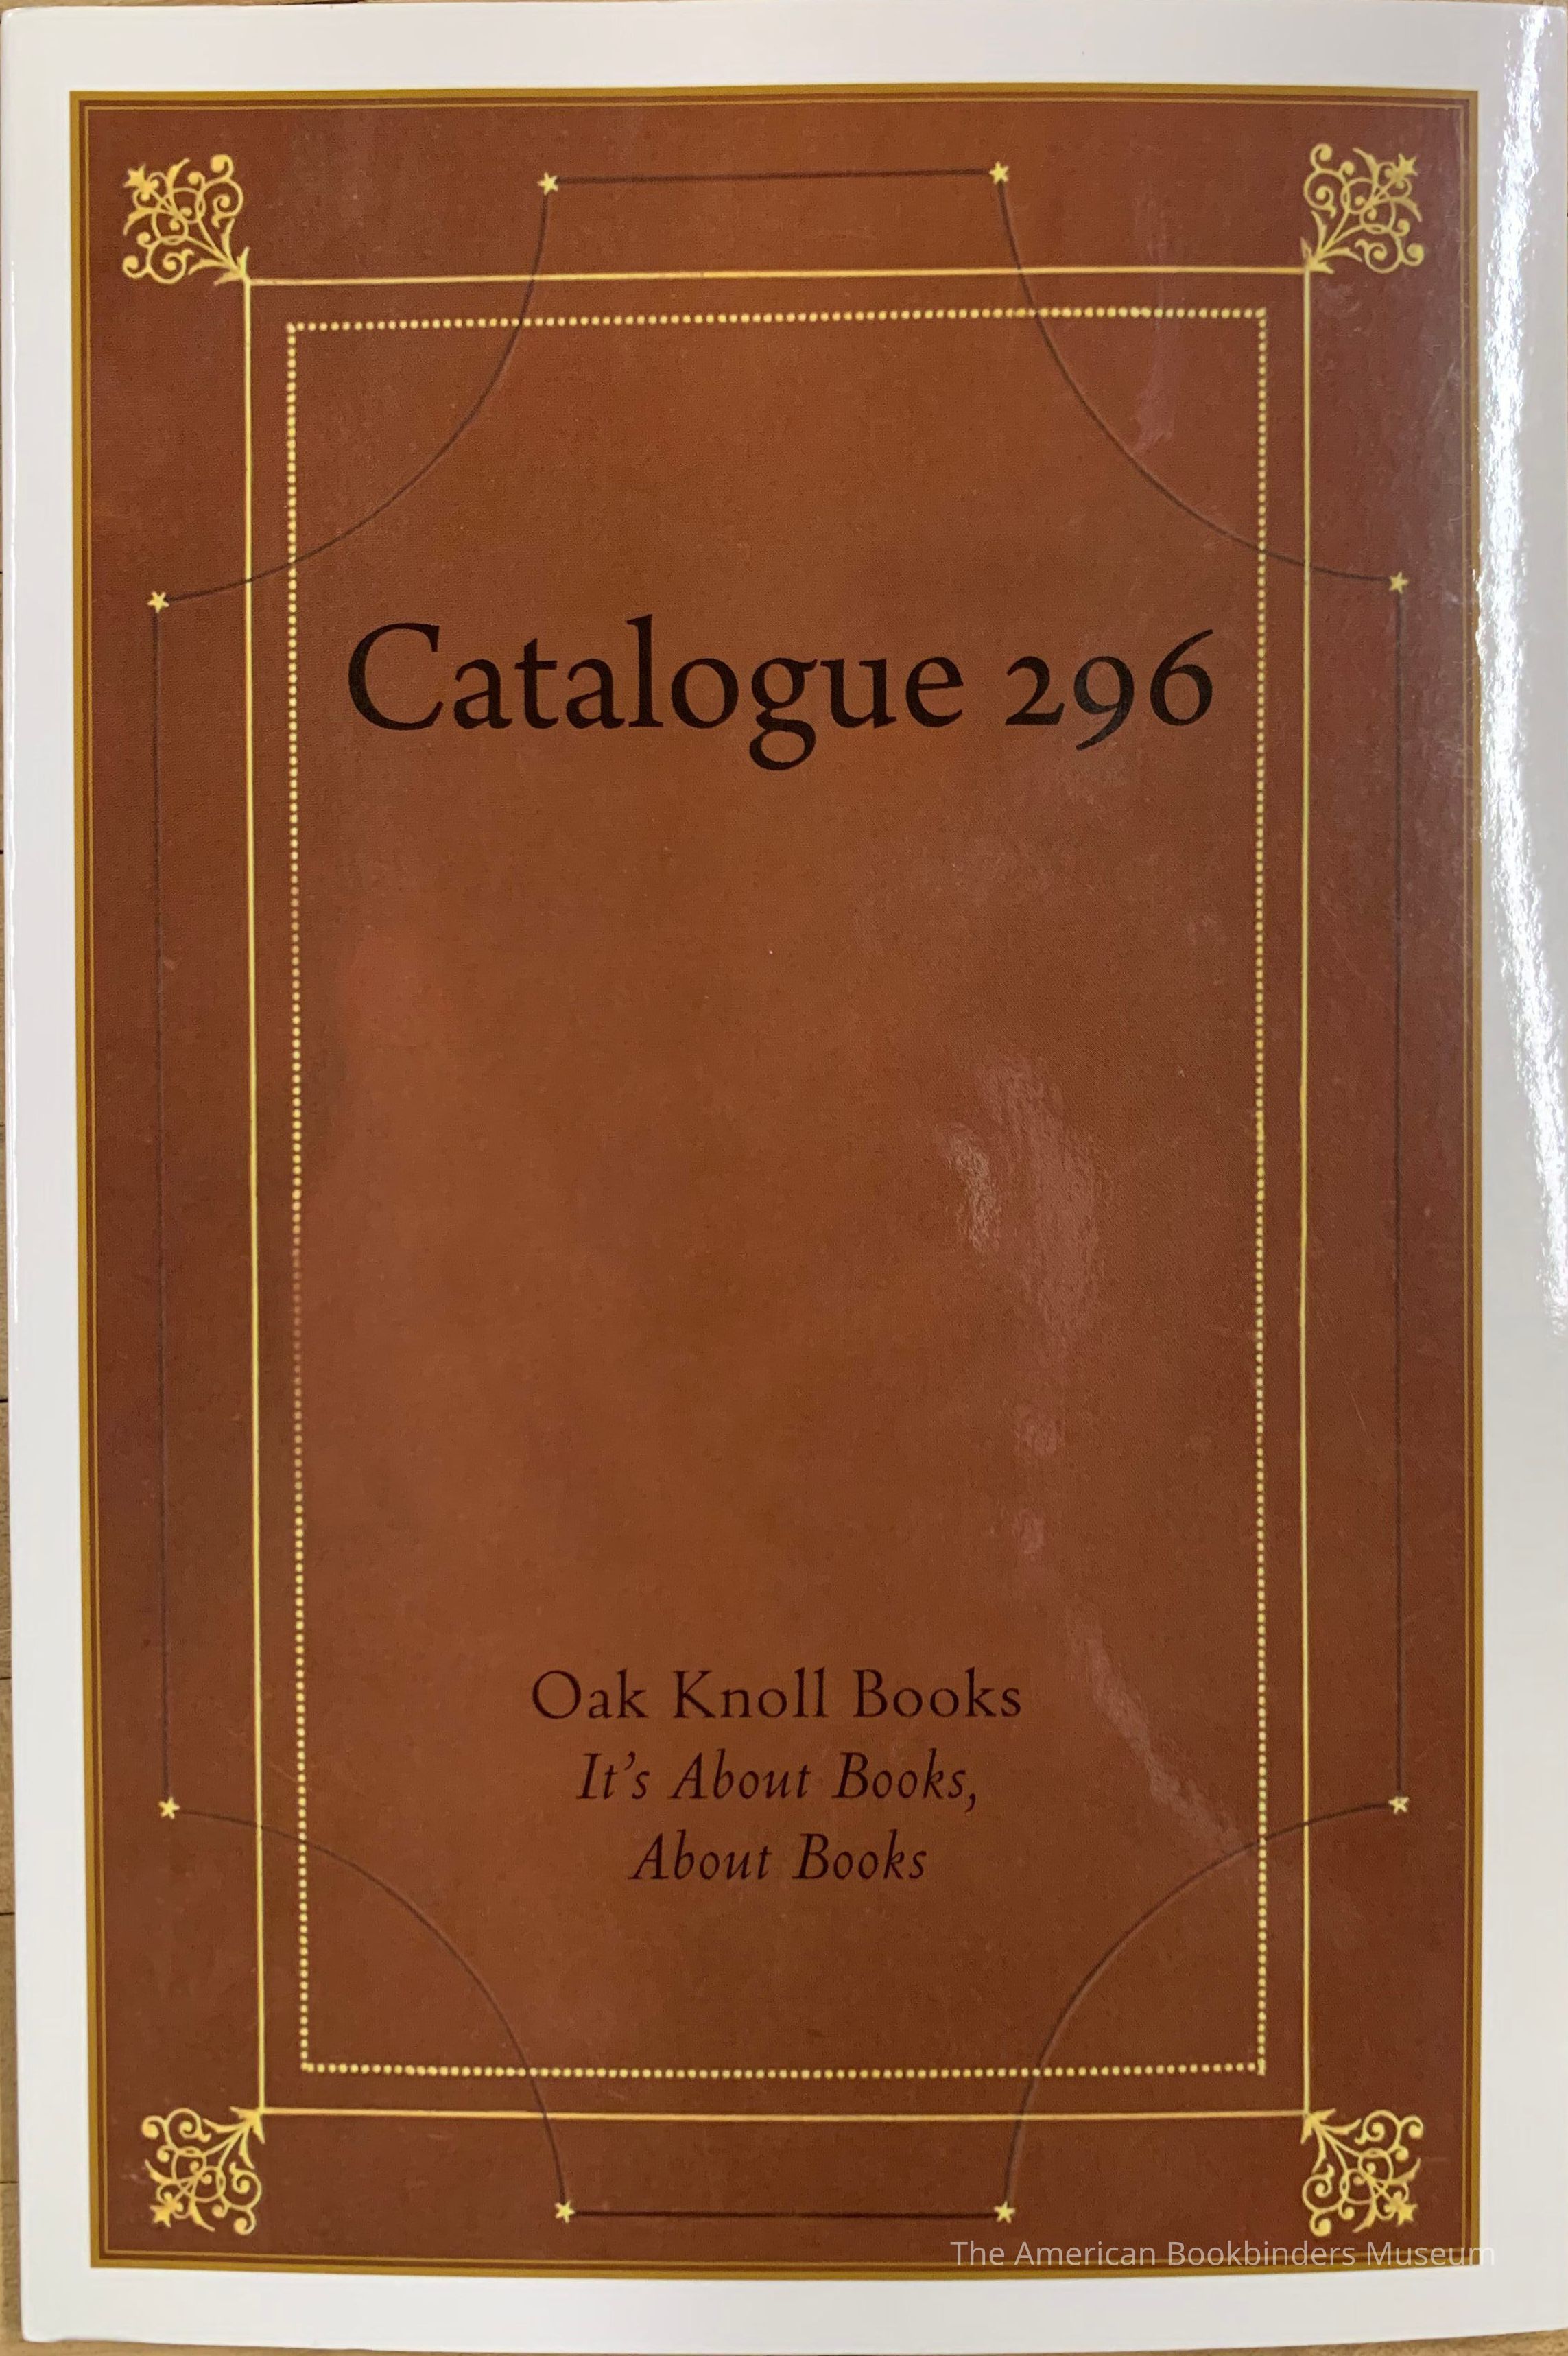 Catalogue 296
Oak Knoll Books
It's About Books,
About Books
The American Bookbinders Museum